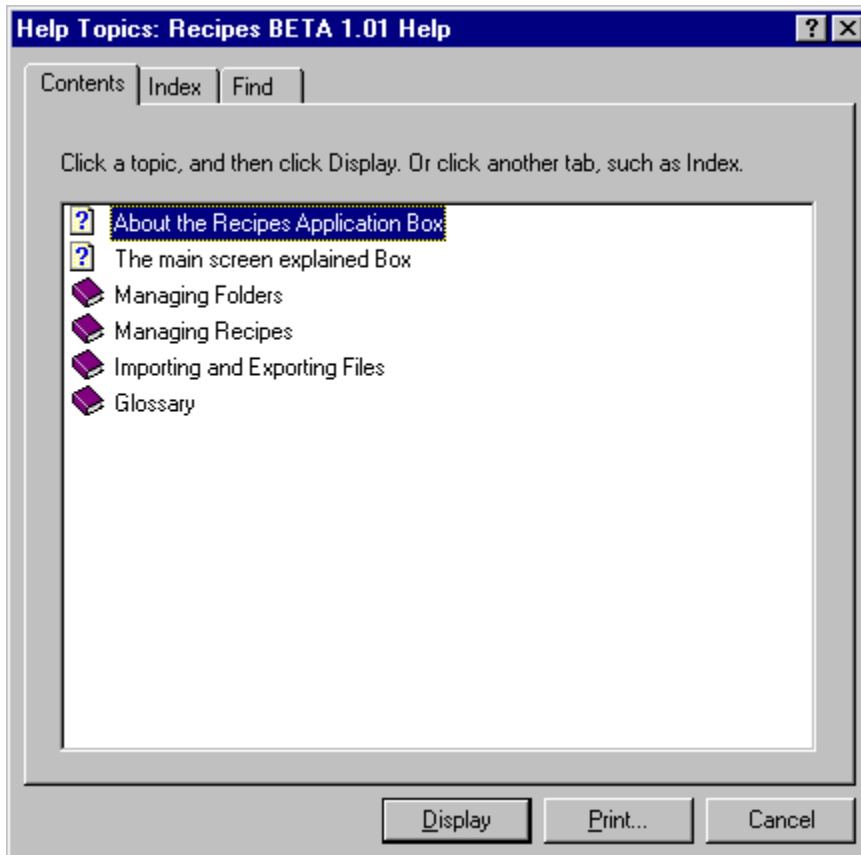 Help Topics: Recipes BETA 1.01 Help
Contents Index Find
Click a topic, and then click Display. Or click another tab, such as Index.
About the Recipes Application Box
The main screen explained Box
Managing Folders
Managing Recipes
Importing and Exporting Files
Glossary
Display Print... Cancel